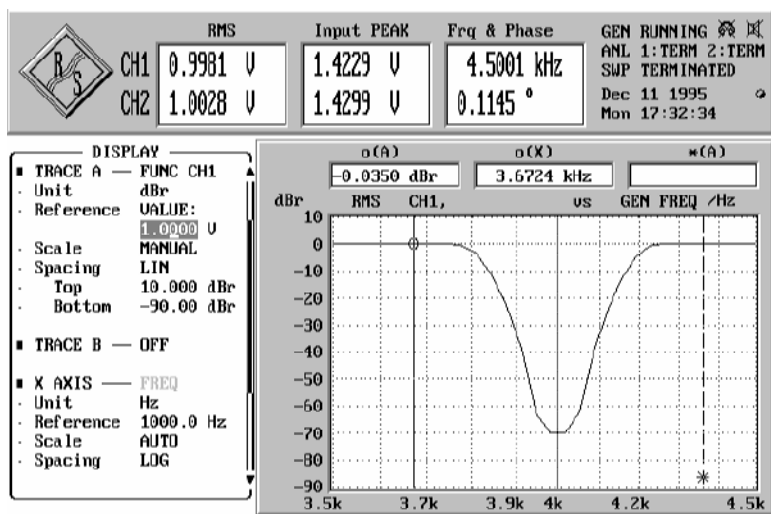 RMS Input PEAK Frq & Phase GEN RUNNING
R S CH1 0.9981 V 1.4229 V 4.5001 kHz ANL 1:TERM 2:TERM
SWP TERMINATED
CH2 1.0028 V 1.4299 V 0.1145 ° Dec 11 1995
Mon 17:32:34
DISPLAY
TRACE A — FUNC CH1
Unit dBr
Reference VALUE:
1.0000 V
Scale MANUAL
Spacing LIN
Top 10.000 dBr
Bottom -90.00 dBr
TRACE B — OFF
X AXIS — FREQ
Unit Hz
Reference 1000.0 Hz
Scale AUTO
Spacing LOG
o(A) o(X) *(A)
-0.0350 dBr 3.6724 kHz
dBr RMS CH1, vs GEN FREQ /Hz
10
0
-10
-20
-30
-40
-50
-60
-70
-80
-90
3.5k 3.7k 3.9k 4k 4.2k 4.5k